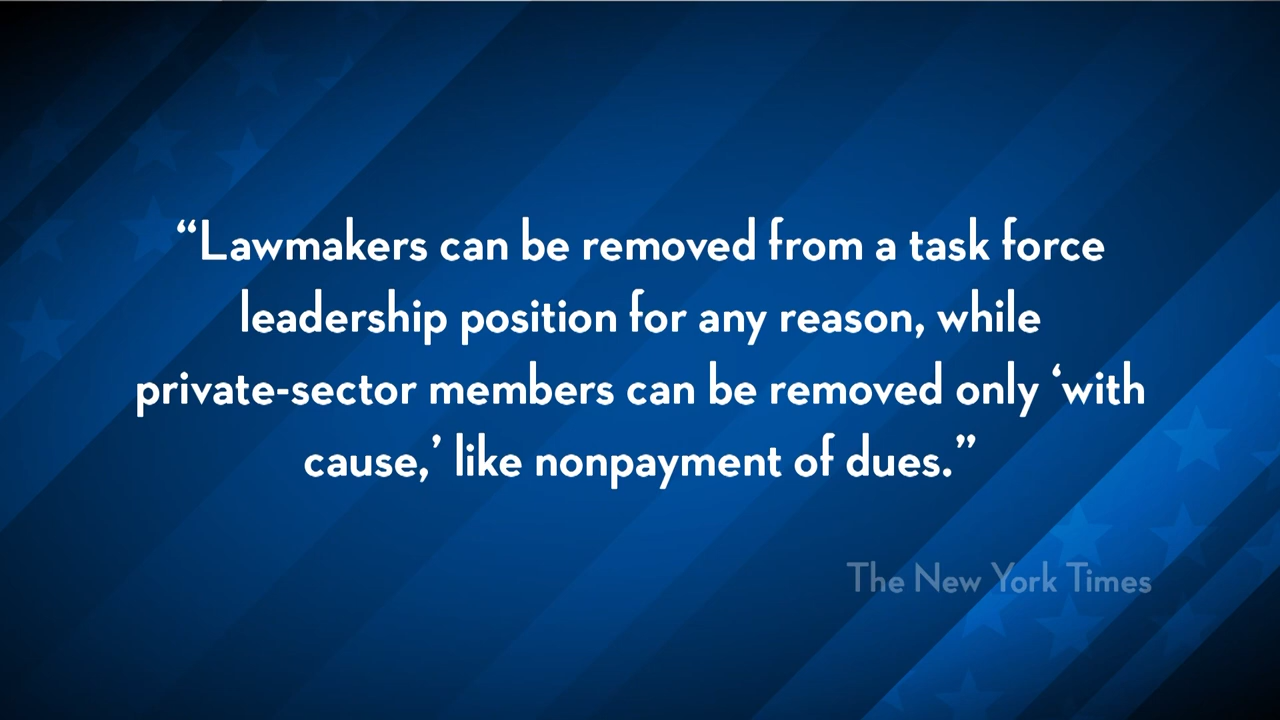 “Lawmakers can be removed from a task force
leadership position for any reason, while
private-sector members can be removed only ‘with
cause,’ like nonpayment of dues.”
The New York Times